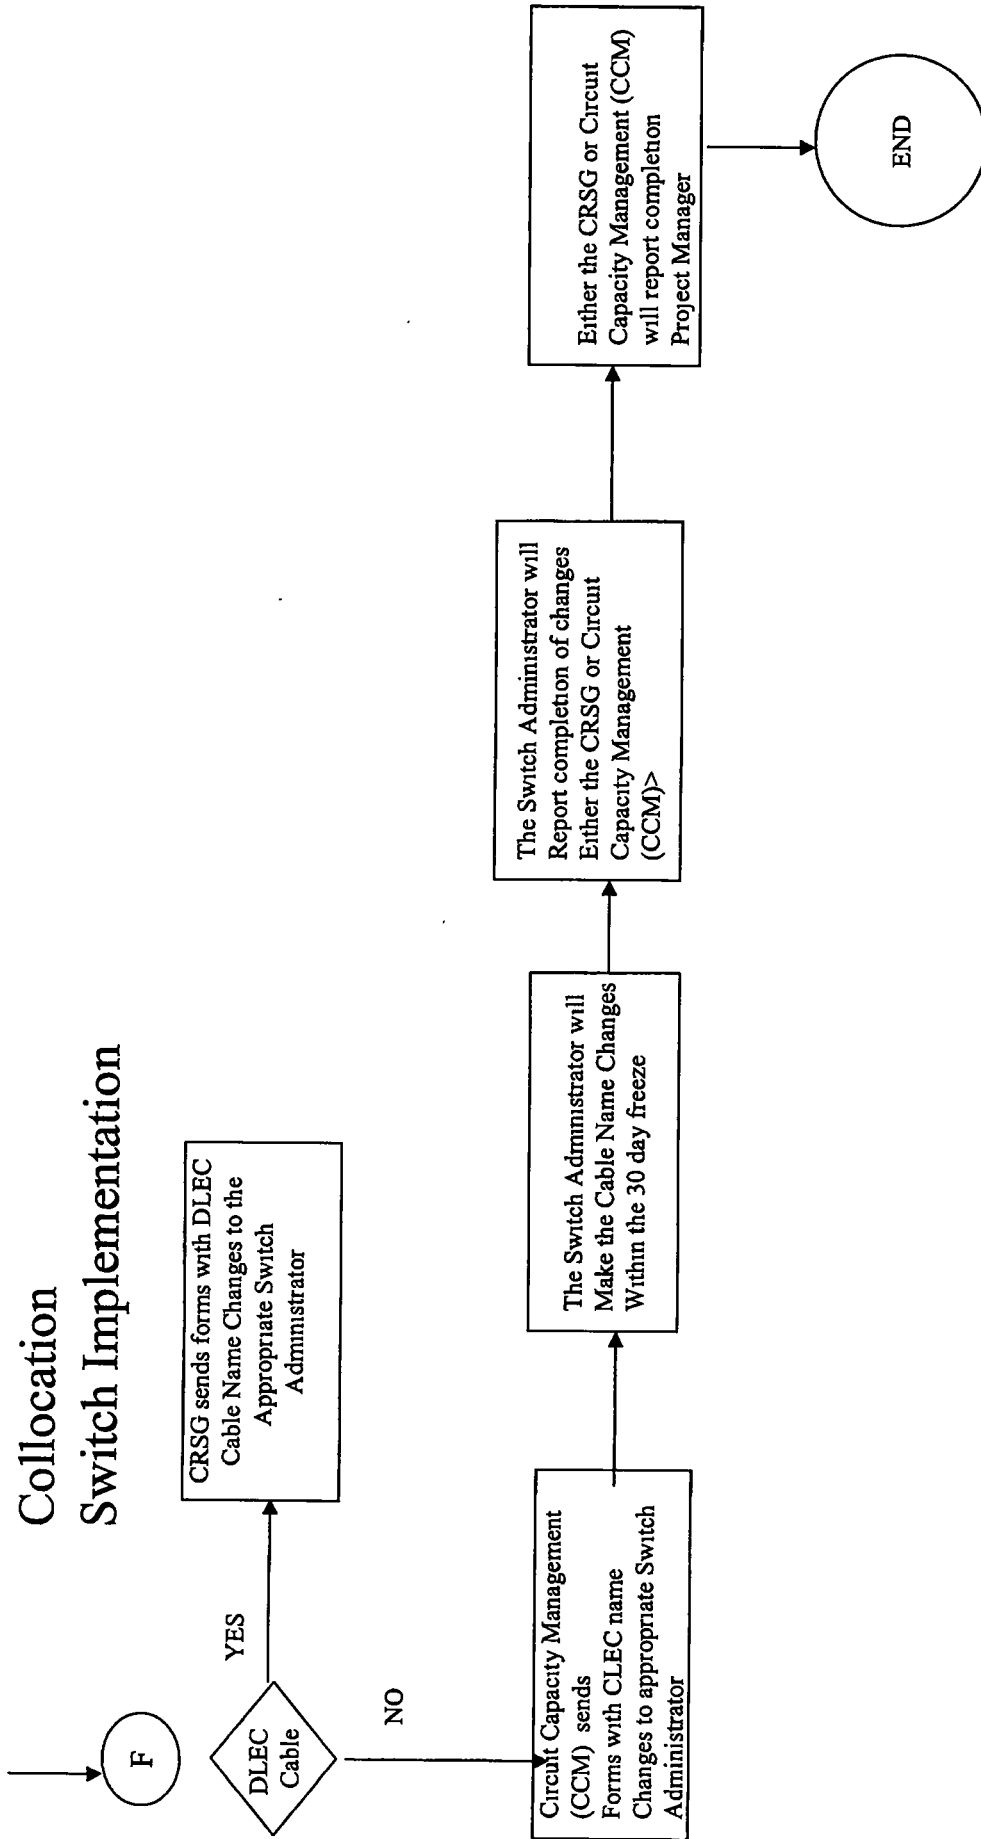 Collocation
Switch Implementation
F
DLEC
Cable
YES
CRSG sends forms with DLEC
Cable Name Changes to the
Appropriate Switch
Administrator
NO
Circuit Capacity Management
(CCM) sends
Forms with CLEC name
Changes to appropriate Switch
Administrator
The Switch Administrator will
Make the Cable Name Changes
Within the 30 day freeze
The Switch Administrator will
Report completion of changes
Either the CRSG or Circuit
Capacity Management
(CCM)>
Either the CRSG or Circuit
Capacity Management (CCM)
will report completion
Project Manager
END